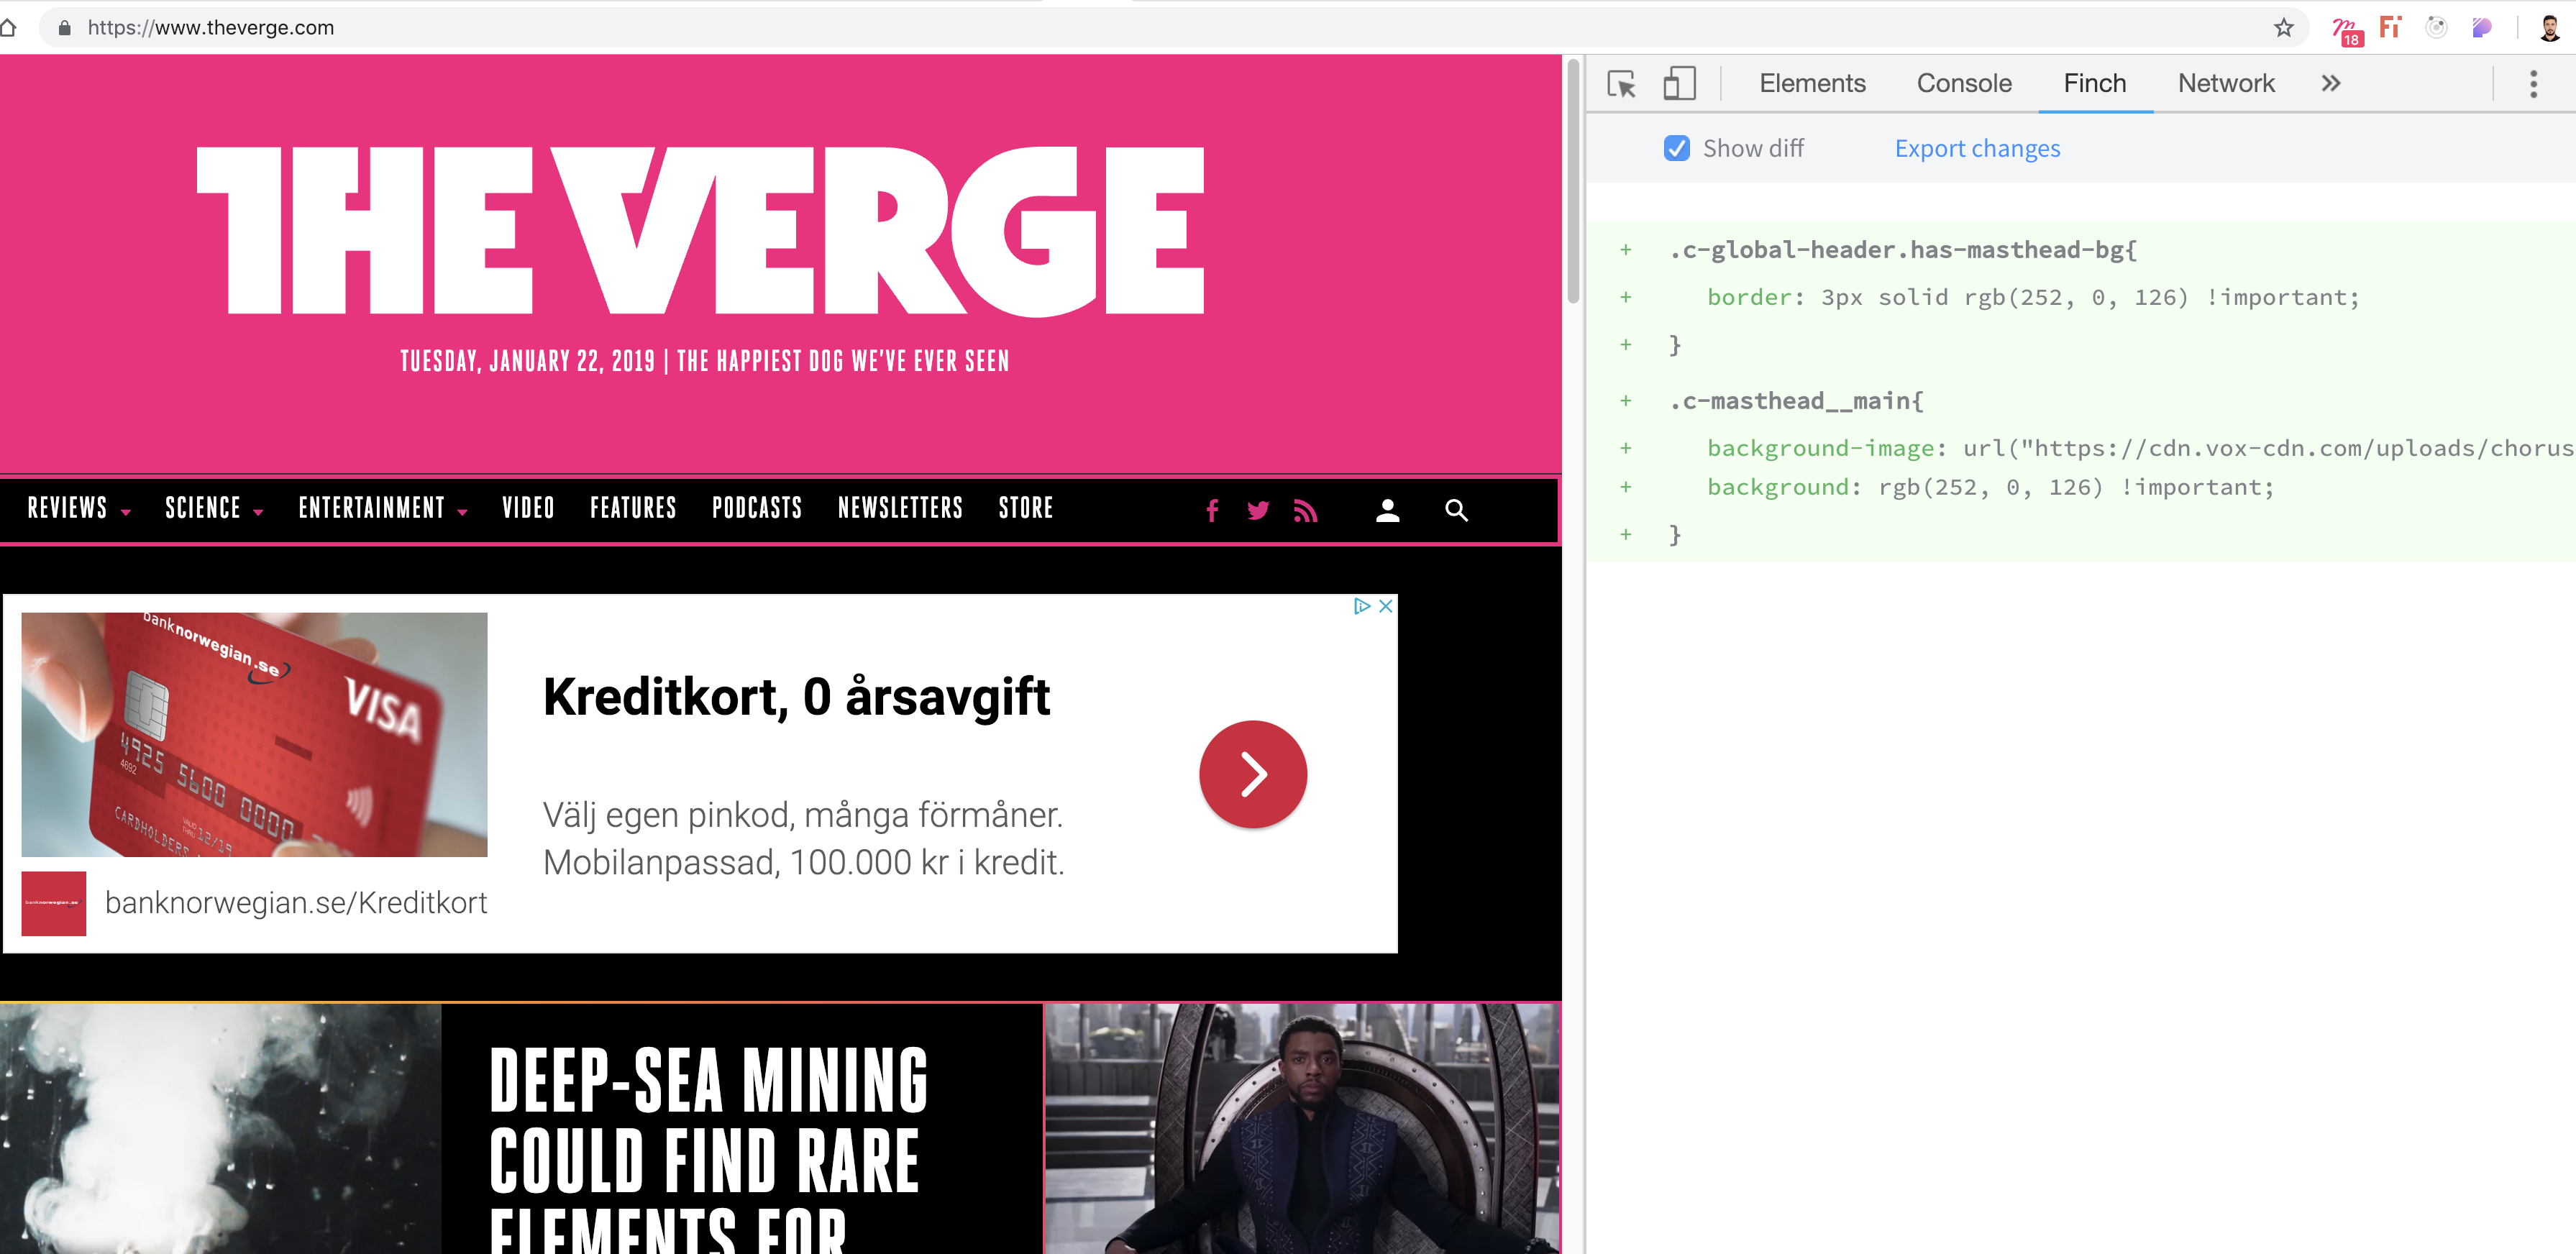 https://www.theverge.com
18
Fi
Elements Console Finch Network
Show diff Export changes
THE VERGE
TUESDAY, JANUARY 22, 2019 | THE HAPPIEST DOG WE'VE EVER SEEN
REVIEWS SCIENCE ENTERTAINMENT VIDEO FEATURES PODCASTS NEWSLETTERS STORE
+ .c-global-header.has-masthead-bg{
+ border: 3px solid rgb(252, 0, 126) !important;
+ }
+ .c-masthead__main{
+ background-image: url("https://cdn.vox-cdn.com/uploads/chorus
+ background: rgb(252, 0, 126) !important;
+ }
banknorwegian.se
VISA
4925 5600 0000
4692
VALID THRU 12/19
CARDHOLDERS
Kreditkort, 0 årsavgift
Välj egen pinkod, många förmåner.
Mobilanpassad, 100.000 kr i kredit.
banknorwegian.se
banknorwegian.se/Kreditkort
DEEP-SEA MINING
COULD FIND RARE
ELEMENTS FOR